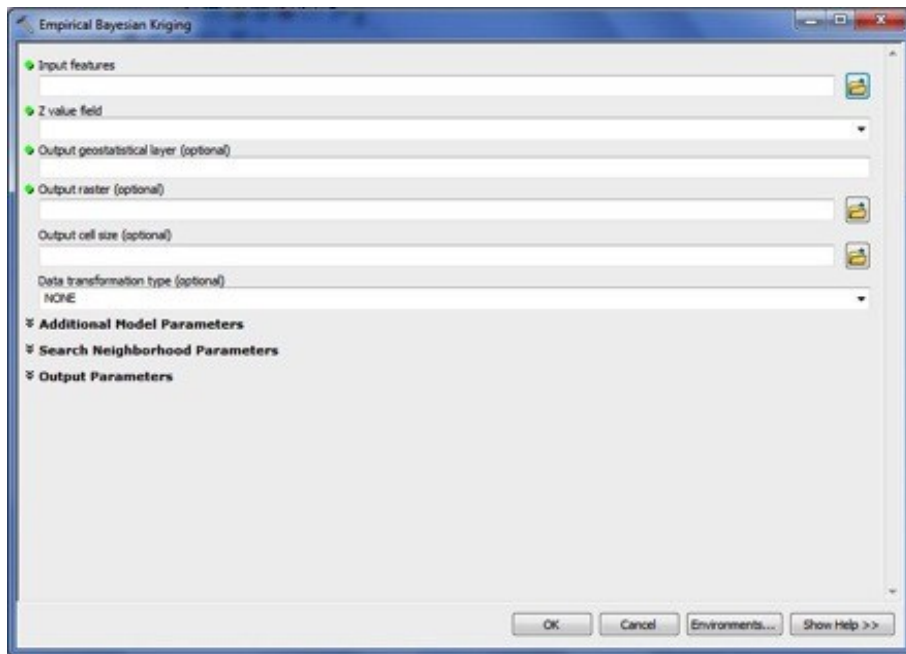 Empirical Bayesian Kriging
Input features
Z value field
Output geostatistical layer (optional)
Output raster (optional)
Output cell size (optional)
Data transformation type (optional)
NONE
Additional Model Parameters
Search Neighborhood Parameters
Output Parameters
OK Cancel Environments... Show Help >>